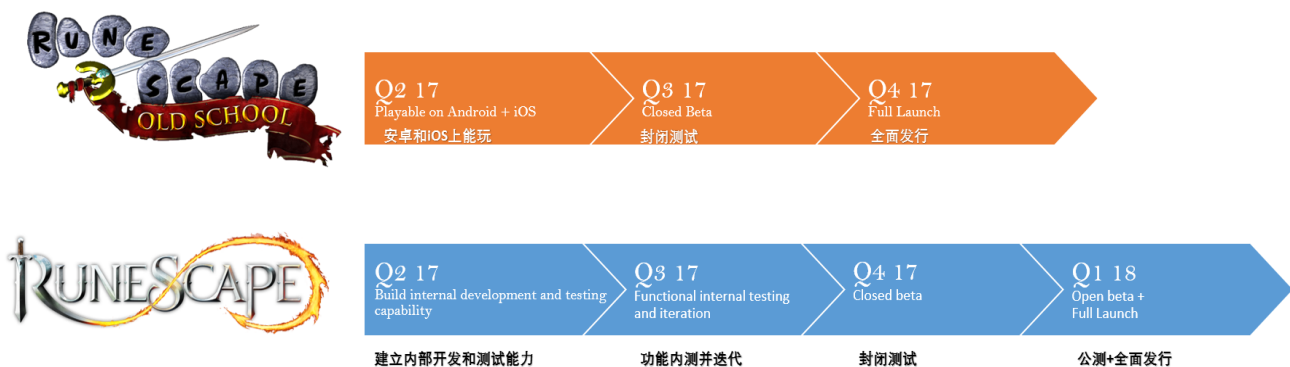 RUNE
SCAPE
OLD SCHOOL
Q2 17
Playable on Android + iOS
安卓和iOS上能玩
Q3 17
Closed Beta
封闭测试
Q4 17
Full Launch
全面发行
RUNESCAPE
Q2 17
Build internal development and testing
capability
建立内部开发和测试能力
Q3 17
Functional internal testing
and iteration
功能内测并迭代
Q4 17
Closed beta
封闭测试
Q1 18
Open beta +
Full Launch
公测+全面发行